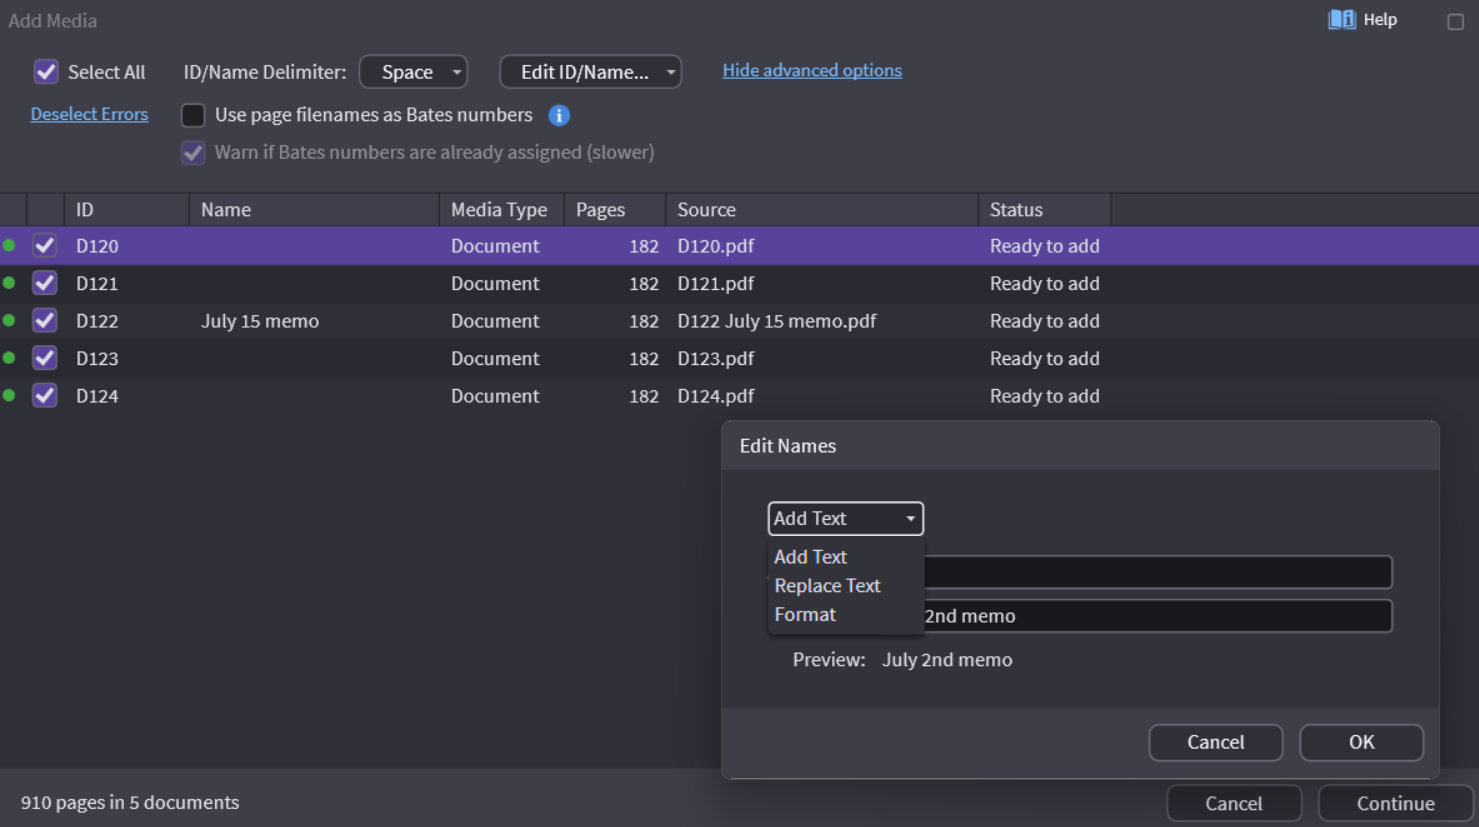 Add Media
Help
Select All ID/Name Delimiter: Space Edit ID/Name... Hide advanced options
Deselect Errors Use page filenames as Bates numbers
Warn if Bates numbers are already assigned (slower)
ID Name Media Type Pages Source Status
D120 Document 182 D120.pdf Ready to add
D121 Document 182 D121.pdf Ready to add
D122 July 15 memo Document 182 D122 July 15 memo.pdf Ready to add
D123 Document 182 D123.pdf Ready to add
D124 Document 182 D124.pdf Ready to add
Edit Names
Add Text
Add Text
Replace Text
Format
2nd memo
Preview: July 2nd memo
Cancel OK
910 pages in 5 documents
Cancel Continue